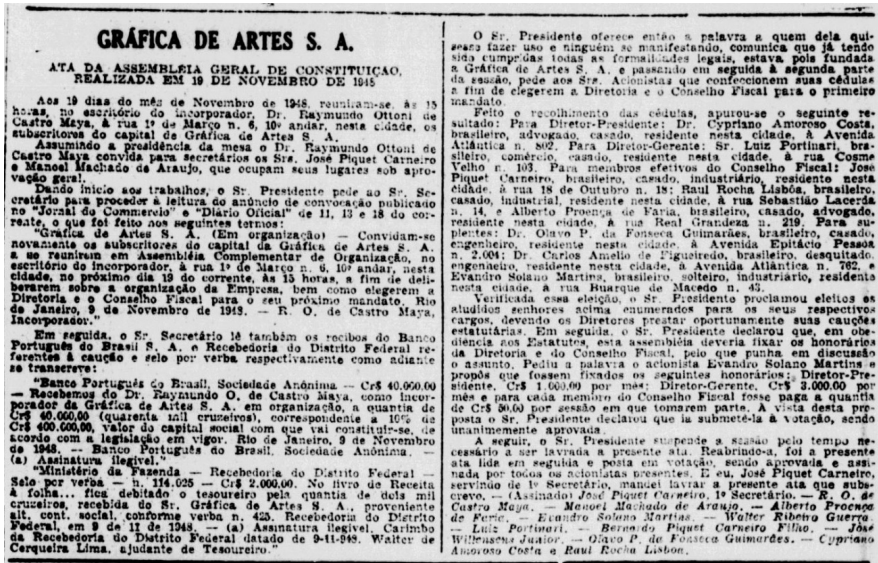 GRÁFICA DE ARTES S. A.
ATA DA ASSEMBLEIA GERAL DE CONSTITUIÇAO,
REALIZADA EM 19 DE NOVEMBRO DE 1948
Aos 19 dias do mês de Novembro de 1948, reuniram-se, às 15
horas, no escritório do incorporador, Dr. Raymundo Ottoni de
Castro Maya, à rua 1º de Março n. 6, 10º andar, nesta cidade, os
subscritores do capital de Gráfica de Artes S. A.
Assumindo a presidência da mesa o Dr. Raymundo Ottoni de
Castro Maya convida para secretários os Srs. José Piquet Carneiro
e Manoel Machado de Araujo, que ocupam seus lugares sob apro-
vação geral.
Dando início aos trabalhos, o Sr. Presidente pede ao Sr. Se-
cretário para proceder à leitura do anúncio de convocação publicado
no "Jornal do Commercio" e "Diário Oficial" de 11, 13 e 18 do cor-
rente, o que foi feito nos seguintes termos:
"Gráfica de Artes S. A. (Em organização) — Convidam-se
novamente os subscritores do capital da Gráfica de Artes S. A.
a se reunirem em Assembléia Complementar de Organização, no
escritório do Incorporador, à rua 1º de Março n. 6, 10º andar, nesta
cidade, no próximo dia 19 do corrente, às 15 horas, a fim de deli-
berarem sobre a organização da Empresa, bem como elegerem a
Diretoria e o Conselho Fiscal para o seu próximo mandato. Rio
de Janeiro, 9 de Novembro de 1948. — R. O. de Castro Maya,
Incorporador."
Em seguida, o Sr. Secretário lê também os recibos do Banco
Português do Brasil S. A. e Recebedoria do Distrito Federal re-
ferentes à caução e selo por verba respectivamente como adiante
se transcreve:
"Banco Português do Brasil, Sociedade Anônima — Cr$ 40.000,00
— Recebemos do Dr. Raymundo O. de Castro Maya, como incor-
porador da Gráfica de Artes S. A., em organização, a quantia de
Cr$ 40.000,00 (quarenta mil cruzeiros), correspondente a 10% de
Cr$ 400.000,00, valor do capital social com que vai constituir-se, de
acordo com a legislação em vigor. Rio de Janeiro, 9 de Novembro
de 1948. — Banco Português do Brasil. Sociedade Anônima. —
(a) Assinatura ilegível."
"Ministério da Fazenda — Recebedoria do Distrito Federal —
Selo por verba — n. 114.025 — Cr$ 2.000,00. No livro de Receita
à folha... fica debitado o tesoureiro pela quantia de dois mil
cruzeiros, recebida do Sr. Gráfica de Artes S. A., proveniente
alt. cont. social conforme verba n. 425. Recebedoria do Distrito
Federal, em 9 de 11 de 1948. — (a) Assinatura ilegível. Carimbo
da Recebedoria do Distrito Federal datado de 9-11-948. Walter de
Cerqueira Lima, ajudante de Tesoureiro."
O Sr. Presidente oferece então a palavra a quem dela qui-
sesse fazer uso e ninguém se manifestando, comunica que já tendo
sido cumpridas todas as formalidades legais, estava pois fundada
a Gráfica de Artes S. A., e passando em seguida à segunda parte
da sessão, pede aos Srs. Acionistas que confeccionem suas cédulas
a fim de elegerem a Diretoria e o Conselho Fiscal para o primeiro
mandato.
Feito o recolhimento das cédulas, apurou-se o seguinte re-
sultado: Para Diretor-Presidente: Dr. Cypriano Amoroso Costa,
brasileiro, advogado, casado, residente nesta cidade, à Avenida
Atlântica n. 802. Para Diretor-Gerente: Sr. Luiz Portinari, bra-
sileiro, comércio, casado, residente nesta cidade, à rua Cosme
Velho n. 103. Para membros efetivos do Conselho Fiscal: José
Piquet Carneiro, brasileiro, casado, industriário, residente nesta
cidade, à rua 18 de Outubro n. 18; Raul Rocha Lisbôa, brasileiro,
casado, industrial, residente nesta cidade, à rua Sebastião Lacerda
n. 14, e Alberto Proença de Faria, brasileiro, casado, advogado,
residente nesta cidade, à rua Real Grandeza n. 219. Para su-
plentes: Dr. Olavo P. da Fonseca Guimarães, brasileiro, casado,
engenheiro, residente nesta cidade, à Avenida Epitácio Pessoa
n. 2.004; Dr. Carlos Amelio de Figueiredo, brasileiro, desquitado,
engenheiro, residente nesta cidade, à Avenida Atlântica n. 762, e
Evandro Solano Martins, brasileiro, solteiro, industriário, residente
nesta cidade, à rua Buarque de Macedo n. 43.
Verificada essa eleição, o Sr. Presidente proclamou eleitos os
aludidos senhores acima enumerados para os seus respectivos
cargos, devendo os Diretores prestar oportunamente suas cauções
estatutárias. Em seguida, o Sr. Presidente declarou que, em obe-
diência aos Estatutos, esta assembléia deveria fixar os honorários
da Diretoria e do Conselho Fiscal, pelo que punha em discussão
o assunto. Pediu a palavra o acionista Evandro Solano Martins e
propôs que fossem fixados os seguintes honorários: Diretor-Pre-
sidente, Cr$ 1.000,00 por mês; Diretor-Gerente, Cr$ 3.000,00 por
mês e para cada membro do Conselho Fiscal fosse paga a quantia
de Cr$ 50,00 por sessão em que tomarem parte. A vista desta pro-
posta o Sr. Presidente declarou que ia submetê-la à votação, sendo
unanimemente aprovada.
A seguir, o Sr. Presidente suspende a sessão pelo tempo ne-
cessário a ser lavrada a presente ata. Reabrindo-a, foi a presente
ata lida em seguida e posta em votação, sendo aprovada e assi-
nada por todos os acionistas presentes. E eu, José Piquet Carneiro,
servindo de 1º Secretário, mandei lavrar a presente ata que subs-
crevo. — (Assinado) José Piquet Carneiro, 1º Secretário. — R. O. de
Castro Maya. — Manoel Machado de Araujo. — Alberto Proença
de Faria. — Evandro Solano Martins. — Walter Ribeiro Guerra.
— Luiz Portinari. — Bernardo Piquet Carneiro Filho. — José
Willensens Junior. — Olavo P. da Fonseca Guimarães. — Cypriano
Amoroso Costa e Raul Rocha Lisboa.